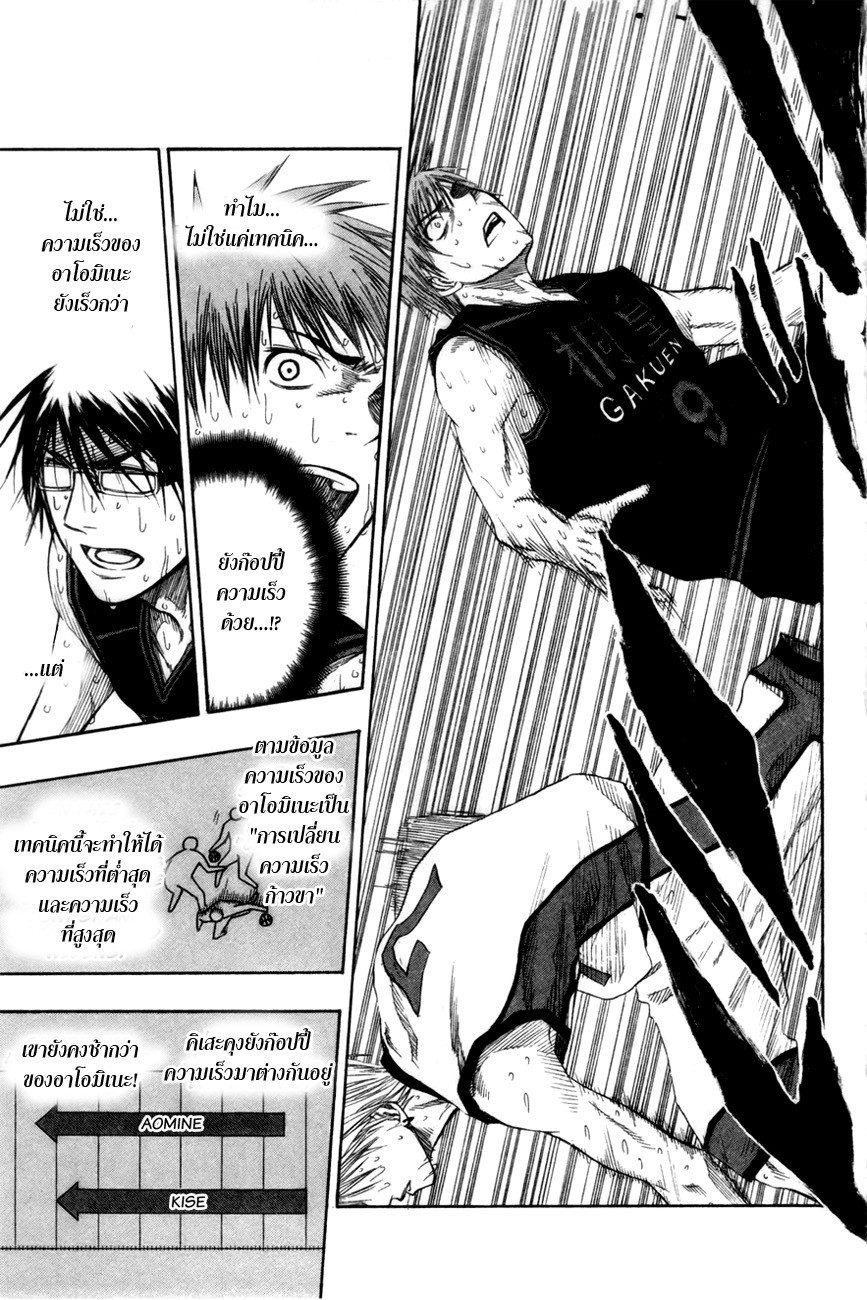 桐皇
GAKUEN
9
ทำไม...
ไม่ใช่แค่เทคนิค...
ยังก๊อปปี้
ความเร็ว
ด้วย...!?
ไม่ใช่...
ความเร็วของ
อาโอมิเนะ
ยังเร็วกว่า
...แต่
ตามข้อมูล
ความเร็วของ
อาโอมิเนะเป็น
"การเปลี่ยน
ความเร็ว
ก้าวขา"
เทคนิคนี้จะทำให้ได้
ความเร็วที่ต่ำสุด
และความเร็ว
ที่สูงสุด
คิเสะคุงยังก๊อปปี้
ความเร็วมาต่างกันอยู่
เขายังคงช้ากว่า
ของอาโอมิเนะ!
AOMINE
KISE